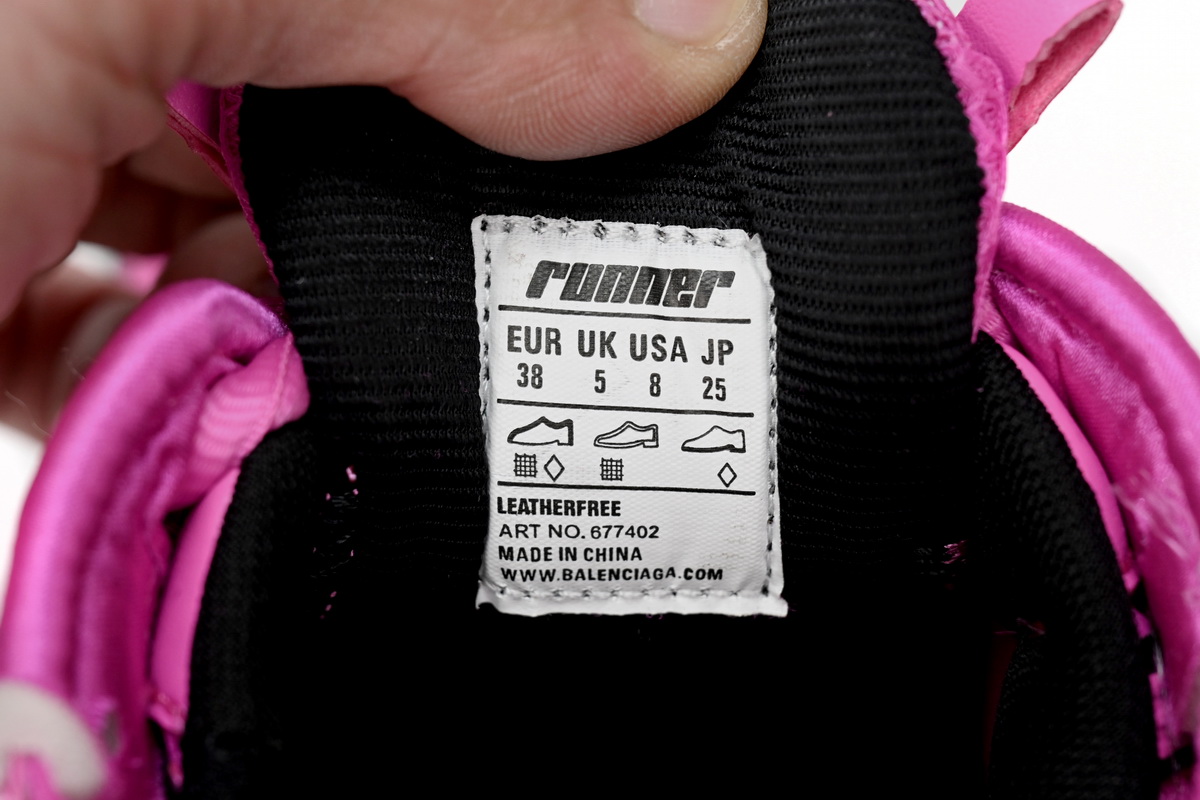 runner
EUR UK USA JP
38 5 8 25
LEATHERFREE
ART NO. 677402
MADE IN CHINA
WWW.BALENCIAGA.COM